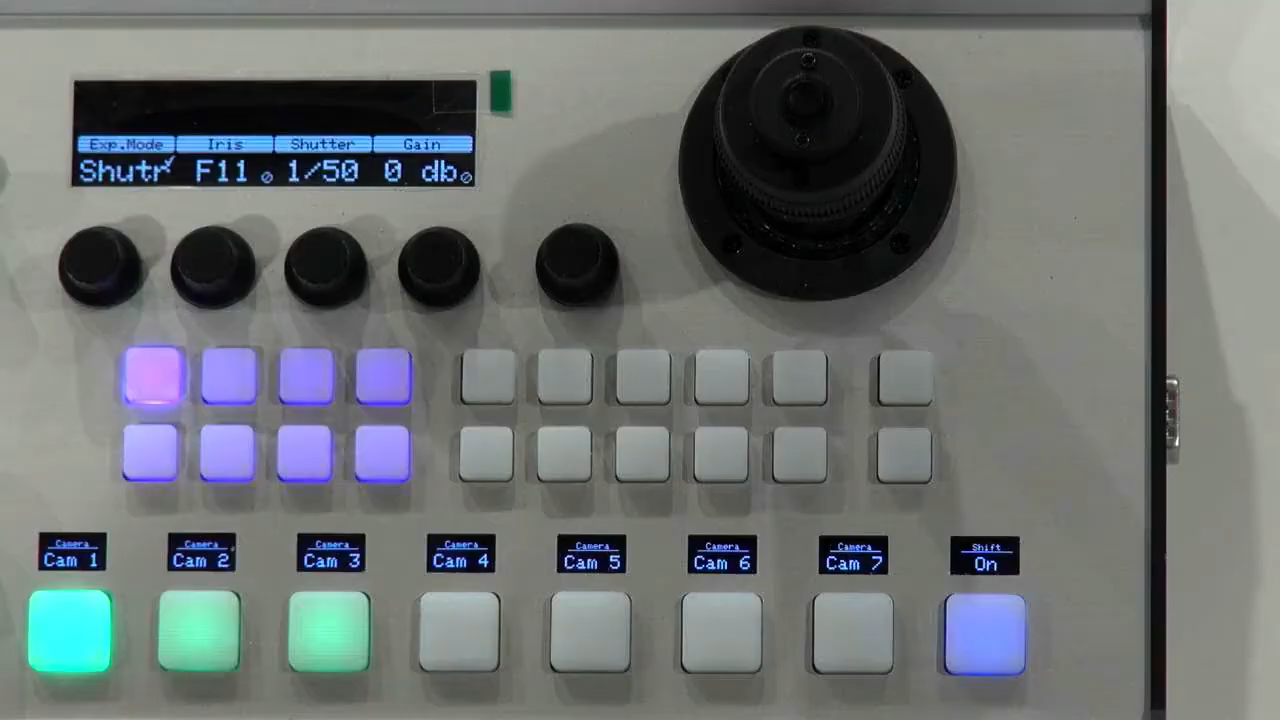 Exp.Mode Iris Shutter Gain
Shutr F11 1/50 0 db
Camera Camera Camera Camera Camera Camera Camera Shift
Cam 1 Cam 2 Cam 3 Cam 4 Cam 5 Cam 6 Cam 7 On